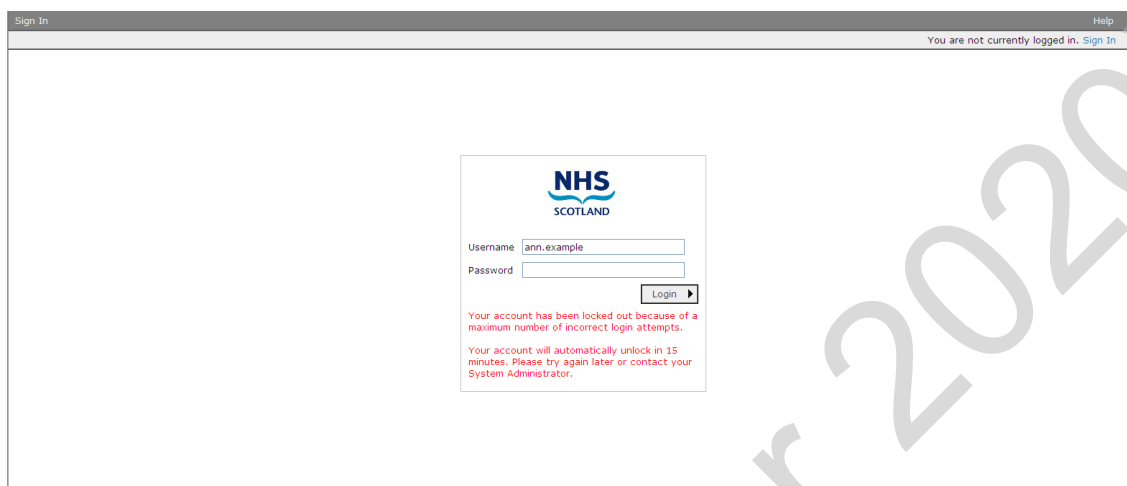 Sign In Help
You are not currently logged in. Sign In
NHS
SCOTLAND
Username ann.example
Password
Login
Your account has been locked out because of a
maximum number of incorrect login attempts.
Your account will automatically unlock in 15
minutes. Please try again later or contact your
System Administrator.
r 2020